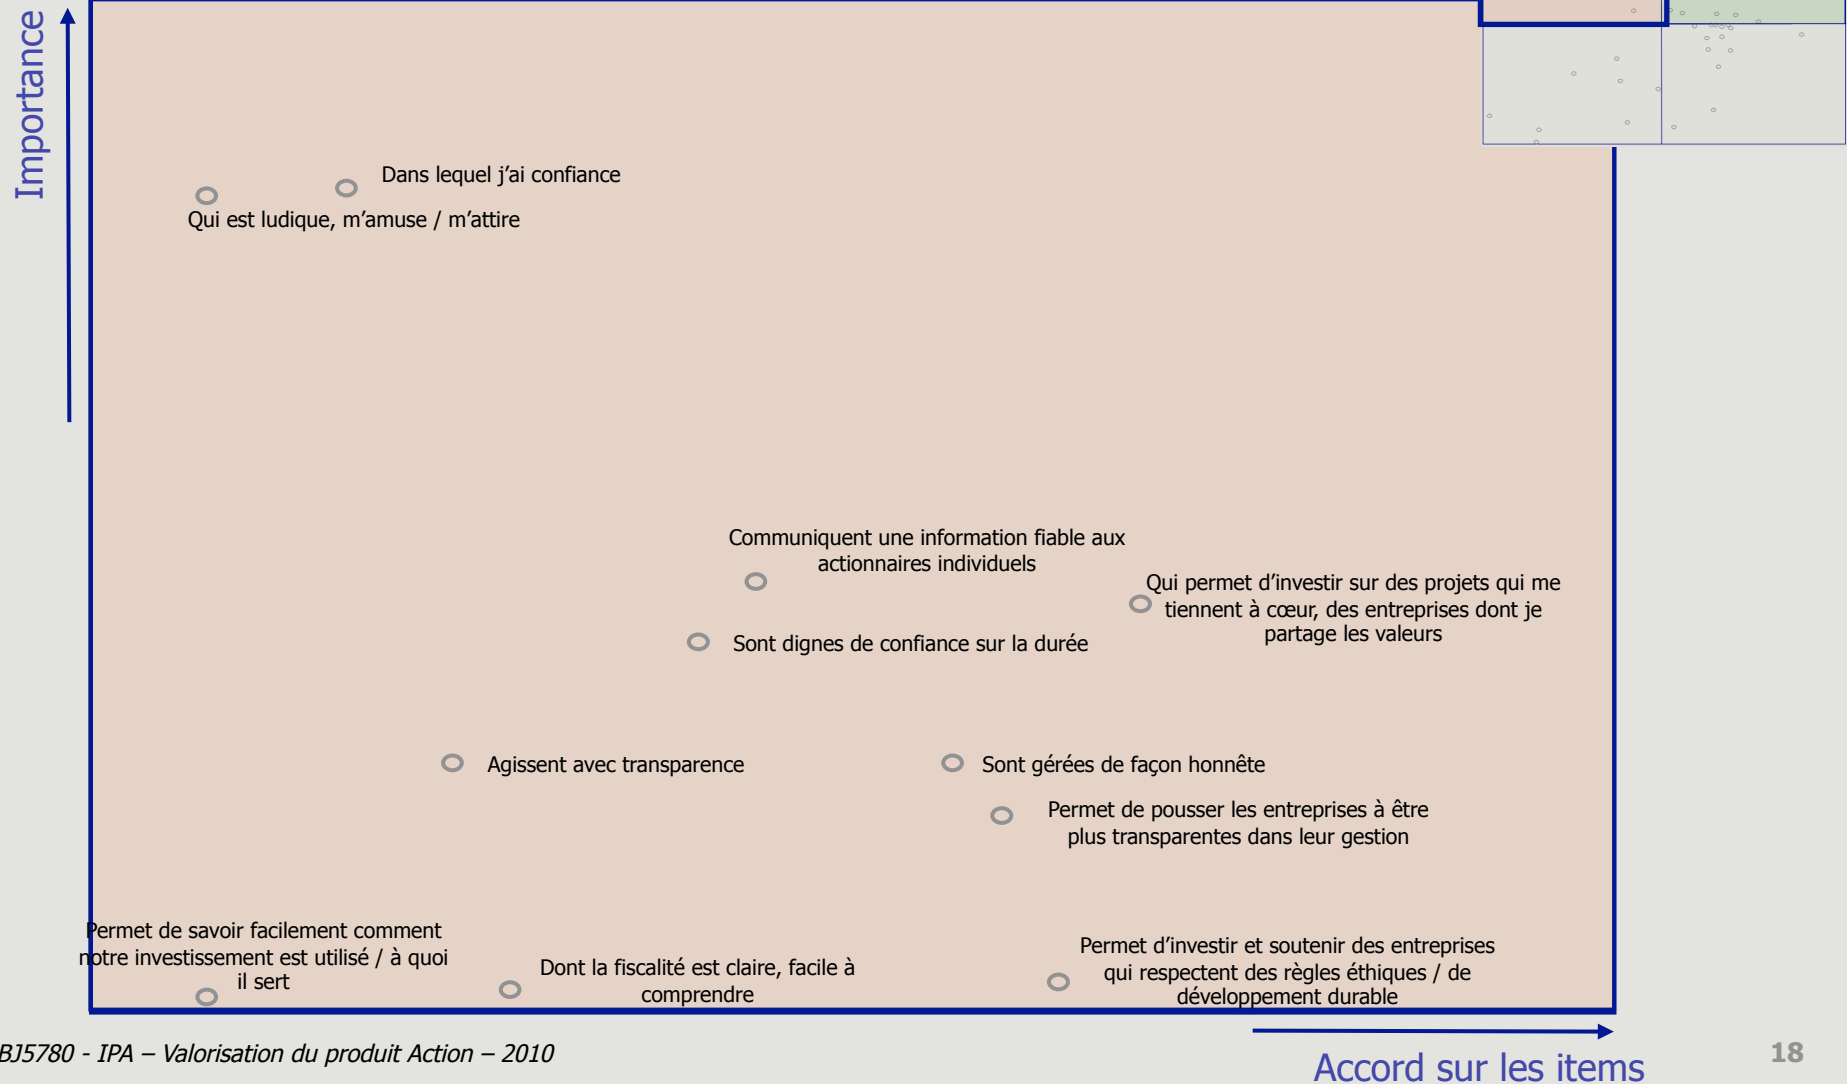 Importance
Dans lequel j’ai confiance
Qui est ludique, m’amuse / m’attire
Communiquent une information fiable aux
actionnaires individuels
Qui permet d’investir sur des projets qui me
tiennent à cœur, des entreprises dont je
partage les valeurs
Sont dignes de confiance sur la durée
Agissent avec transparence
Sont gérées de façon honnête
Permet de pousser les entreprises à être
plus transparentes dans leur gestion
Permet de savoir facilement comment
notre investissement est utilisé / à quoi
il sert
Dont la fiscalité est claire, facile à
comprendre
Permet d’investir et soutenir des entreprises
qui respectent des règles éthiques / de
développement durable
BJ5780 - IPA – Valorisation du produit Action – 2010
Accord sur les items
18